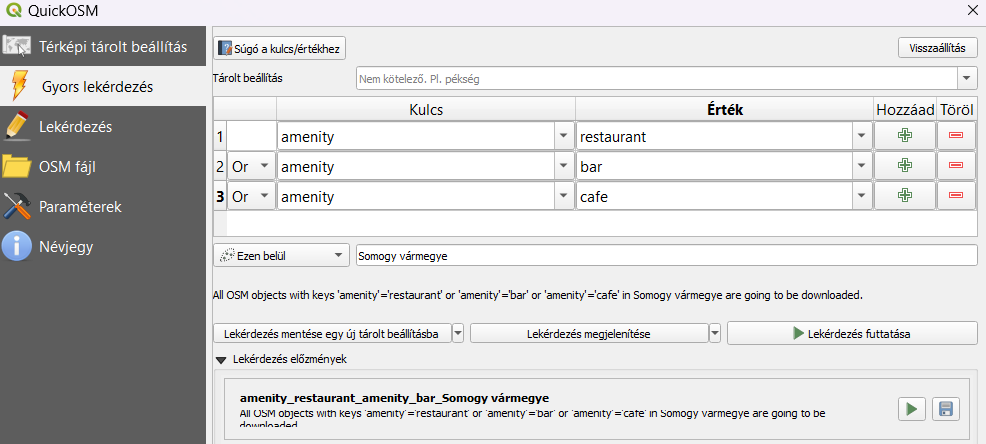 QuickOSM
Térképi tárolt beállítás
Gyors lekérdezés
Lekérdezés
OSM fájl
Paraméterek
Névjegy
Súgó a kulcs/értékhez
Visszaállítás
Tárolt beállítás
Nem kötelező. Pl. pékség
Kulcs Érték Hozzáad Töröl
1 amenity restaurant
2 Or amenity bar
3 Or amenity cafe
Ezen belül Somogy vármegye
All OSM objects with keys 'amenity'='restaurant' or 'amenity'='bar' or 'amenity'='cafe' in Somogy vármegye are going to be downloaded.
Lekérdezés mentése egy új tárolt beállításba Lekérdezés megjelenítése Lekérdezés futtatása
Lekérdezés előzmények
amenity_restaurant_amenity_bar_Somogy vármegye
All OSM objects with keys 'amenity'='restaurant' or 'amenity'='bar' or 'amenity'='cafe' in Somogy vármegye are going to be
downloaded.